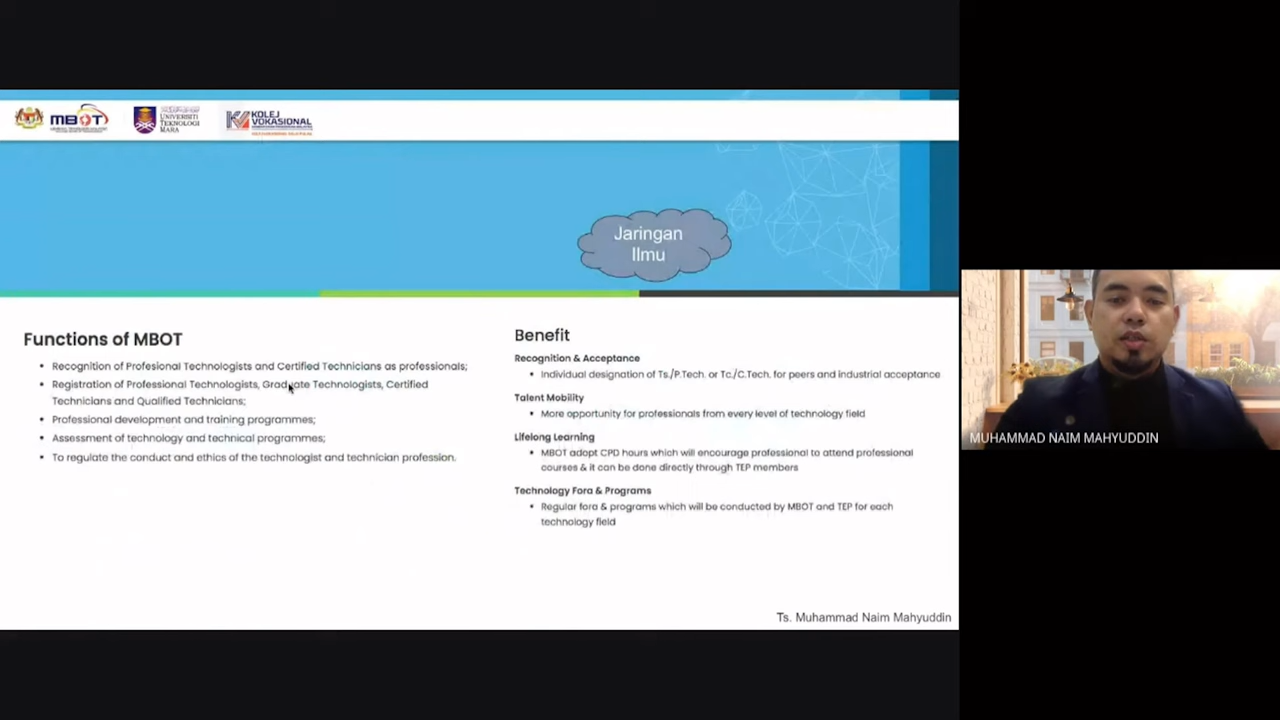 MBOT
UNIVERSITI
TEKNOLOGI
MARA
KOLEJ
VOKASIONAL
Jaringan
Ilmu
Functions of MBOT
• Recognition of Profesional Technologists and Certified Technicians as professionals;
• Registration of Professional Technologists, Graduate Technologists, Certified
Technicians and Qualified Technicians;
• Professional development and training programmes;
• Assessment of technology and technical programmes;
• To regulate the conduct and ethics of the technologist and technician profession.
Benefit
Recognition & Acceptance
• Individual designation of Ts./P.Tech. or Tc./C.Tech. for peers and industrial acceptance
Talent Mobility
• More opportunity for professionals from every level of technology field
Lifelong Learning
• MBOT adopt CPD hours which will encourage professional to attend professional
courses & it can be done directly through TEP members
Technology Fora & Programs
• Regular fora & programs which will be conducted by MBOT and TEP for each
technology field
Ts. Muhammad Naim Mahyuddin
MUHAMMAD NAIM MAHYUDDIN